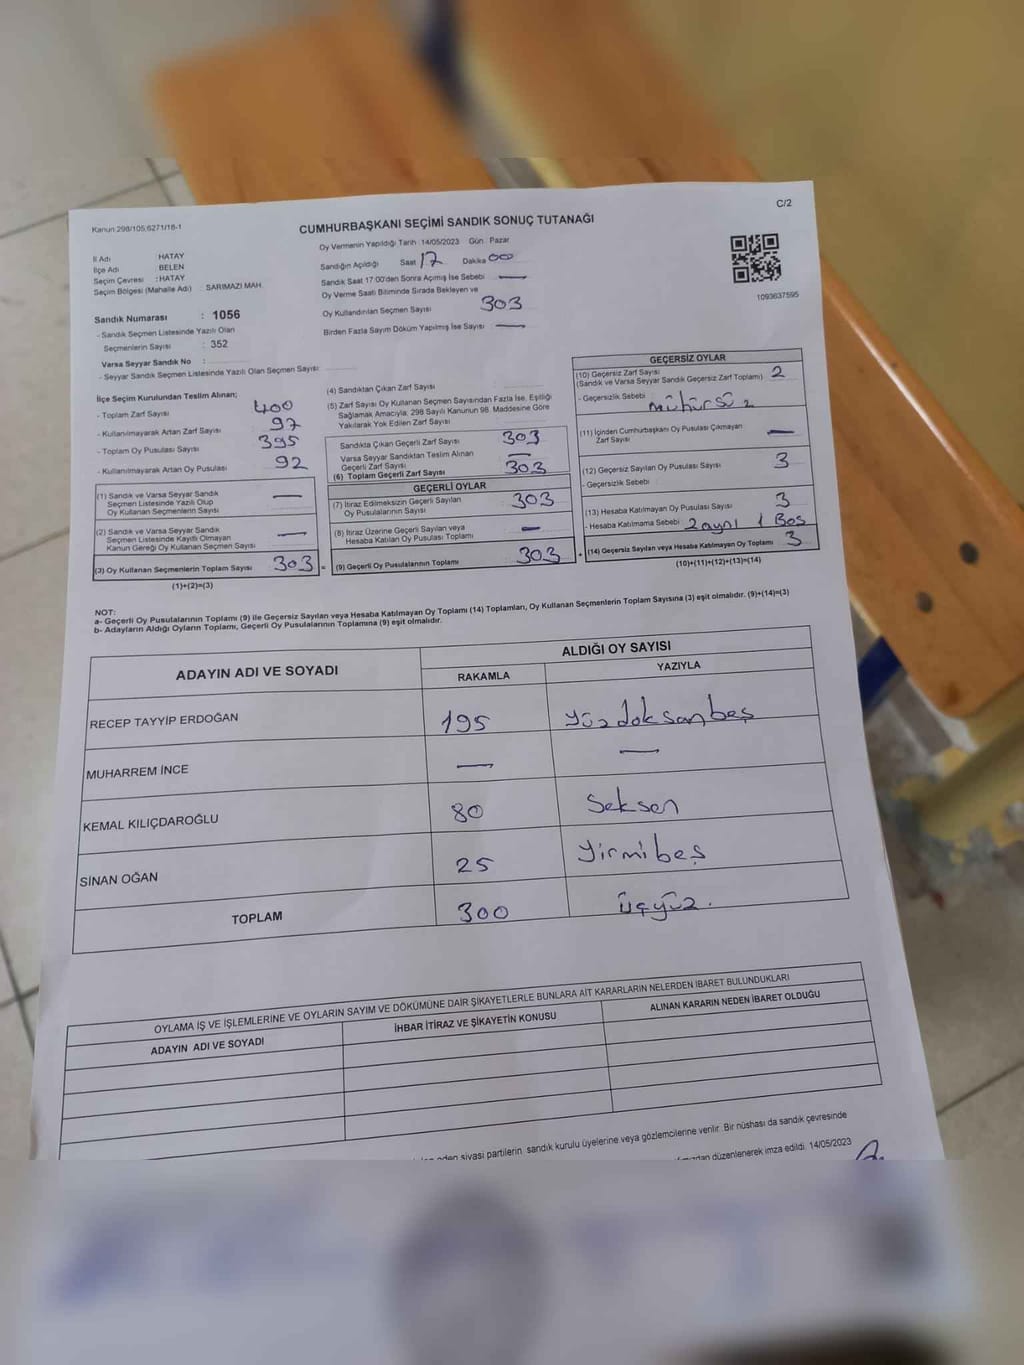 C/2
Kanun 298/105,6271/18-1
CUMHURBAŞKANI SEÇİMİ SANDIK SONUÇ TUTANAĞI
Oy Vermenin Yapıldığı Tarih :14/05/2023 Gün : Pazar
İl Adı : HATAY
İlçe Adı : BELEN
Seçim Çevresi : HATAY
Seçim Bölgesi (Mahalle Adı) : SARIMAZI MAH.
Sandığın Açıldığı Saat 17 Dakika 00
Sandık Saat 17:00'den Sonra Açılmış İse Sebebi —
Oy Verme Saati Bitiminde Sırada Bekleyen ve
Oy Kullandırılan Seçmen Sayısı 303
Birden Fazla Sayım Döküm Yapılmış İse Sayısı —
1093637595
Sandık Numarası : 1056
- Sandık Seçmen Listesinde Yazılı Olan
Seçmenlerin Sayısı : 352
Varsa Seyyar Sandık No :
- Seyyar Sandık Seçmen Listesinde Yazılı Olan Seçmen Sayısı:
İlçe Seçim Kurulundan Teslim Alınan;
- Toplam Zarf Sayısı 400
- Kullanılmayarak Artan Zarf Sayısı 97
- Toplam Oy Pusulası Sayısı 395
- Kullanılmayarak Artan Oy Pusulası 92
(1) Sandık ve Varsa Seyyar Sandık
Seçmen Listesinde Yazılı Olup
Oy Kullanan Seçmenlerin Sayısı —
(2) Sandık ve Varsa Seyyar Sandık
Seçmen Listesinde Kayıtlı Olmayan
Kanun Gereği Oy Kullanan Seçmen Sayısı —
(3) Oy Kullanan Seçmenlerin Toplam Sayısı 303 =
(1)+(2)=(3)
(4) Sandıktan Çıkan Zarf Sayısı
(5) Zarf Sayısı Oy Kullanan Seçmen Sayısından Fazla İse, Eşitliği
Sağlamak Amacıyla; 298 Sayılı Kanunun 98. Maddesine Göre
Yakılarak Yok Edilen Zarf Sayısı
Sandıkta Çıkan Geçerli Zarf Sayısı 303
Varsa Seyyar Sandıktan Teslim Alınan
Geçerli Zarf Sayısı —
(6) Toplam Geçerli Zarf Sayısı 303
GEÇERLİ OYLAR
(7) İtiraz Edilmeksizin Geçerli Sayılan
Oy Pusulalarının Sayısı 303
(8) İtiraz Üzerine Geçerli Sayılan veya
Hesaba Katılan Oy Pusulası Toplamı —
(9) Geçerli Oy Pusulalarının Toplamı 303 +
GEÇERSİZ OYLAR
(10) Geçersiz Zarf Sayısı
(Sandık ve Varsa Seyyar Sandık Geçersiz Zarf Toplamı) 2
- Geçersizlik Sebebi : mühürsüz
(11) İçinden Cumhurbaşkanı Oy Pusulası Çıkmayan
Zarf Sayısı —
(12) Geçersiz Sayılan Oy Pusulası Sayısı 3
- Geçersizlik Sebebi :
(13) Hesaba Katılmayan Oy Pusulası Sayısı 3
- Hesaba Katılmama Sebebi : 2 aynı 1 Boş
(14) Geçersiz Sayılan veya Hesaba Katılmayan Oy Toplamı 3
(10)+(11)+(12)+(13)=(14)
NOT:
a- Geçerli Oy Pusulalarının Toplamı (9) ile Geçersiz Sayılan veya Hesaba Katılmayan Oy Toplamı (14) Toplamları, Oy Kullanan Seçmenlerin Toplam Sayısına (3) eşit olmalıdır. (9)+(14)=(3)
b- Adayların Aldığı Oyların Toplamı, Geçerli Oy Pusulalarının Toplamına (9) eşit olmalıdır.
ADAYIN ADI VE SOYADI
ALDIĞI OY SAYISI
RAKAMLA YAZIYLA
RECEP TAYYİP ERDOĞAN 195 Yüzdoksanbeş
MUHARREM İNCE — —
KEMAL KILIÇDAROĞLU 80 Seksen
SİNAN OĞAN 25 Yirmibeş
TOPLAM 300 üçyüz.
OYLAMA İŞ VE İŞLEMLERİNE VE OYLARIN SAYIM VE DÖKÜMÜNE DAİR ŞİKAYETLERLE BUNLARA AİT KARARLARIN NELERDEN İBARET BULUNDUKLARI
ADAYIN ADI VE SOYADI İHBAR İTİRAZ VE ŞİKAYETİN KONUSU ALINAN KARARIN NEDEN İBARET OLDUĞU
eden siyasi partilerin sandık kurulu üyelerine veya gözlemcilerine verilir. Bir nüshası da sandık çevresinde
düzenlenerek imza edildi. 14/05/2023